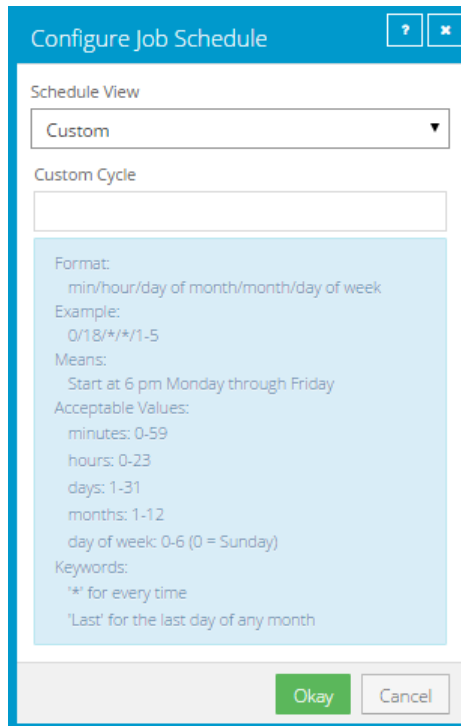 Configure Job Schedule
?
Schedule View
Custom
Custom Cycle
Format:
min/hour/day of month/month/day of week
Example:
0/18/*/*/1-5
Means:
Start at 6 pm Monday through Friday
Acceptable Values:
minutes: 0-59
hours: 0-23
days: 1-31
months: 1-12
day of week: 0-6 (0 = Sunday)
Keywords:
'*' for every time
'Last' for the last day of any month
Okay
Cancel